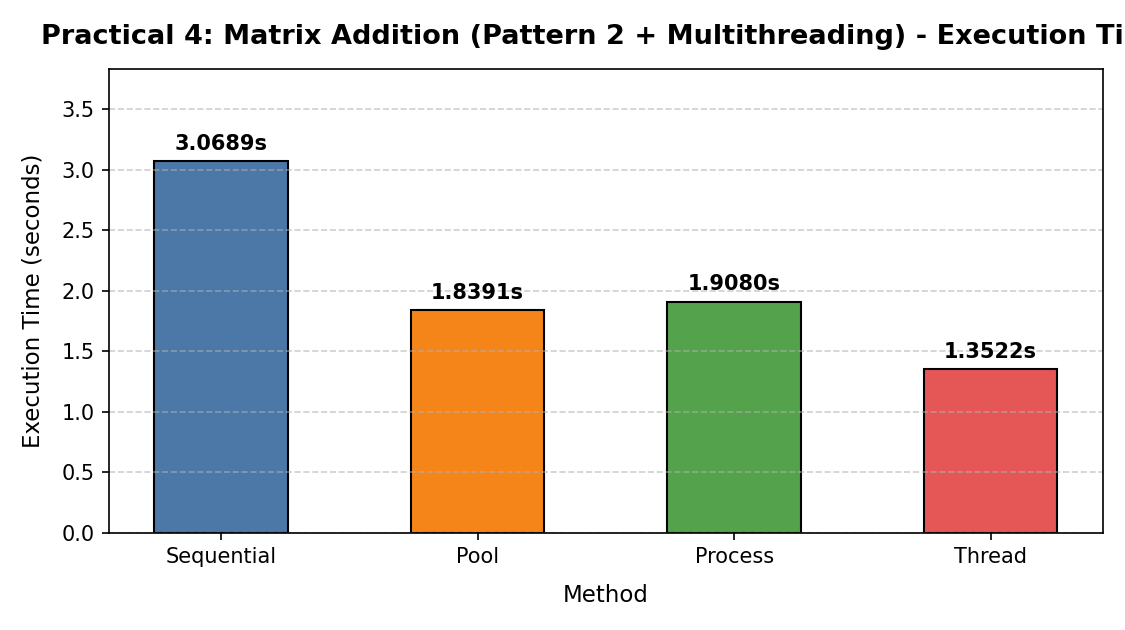 Practical 4: Matrix Addition (Pattern 2 + Multithreading) - Execution Ti
Execution Time (seconds)
3.5
3.0
2.5
2.0
1.5
1.0
0.5
0.0
3.0689s
1.8391s
1.9080s
1.3522s
Sequential
Pool
Process
Thread
Method